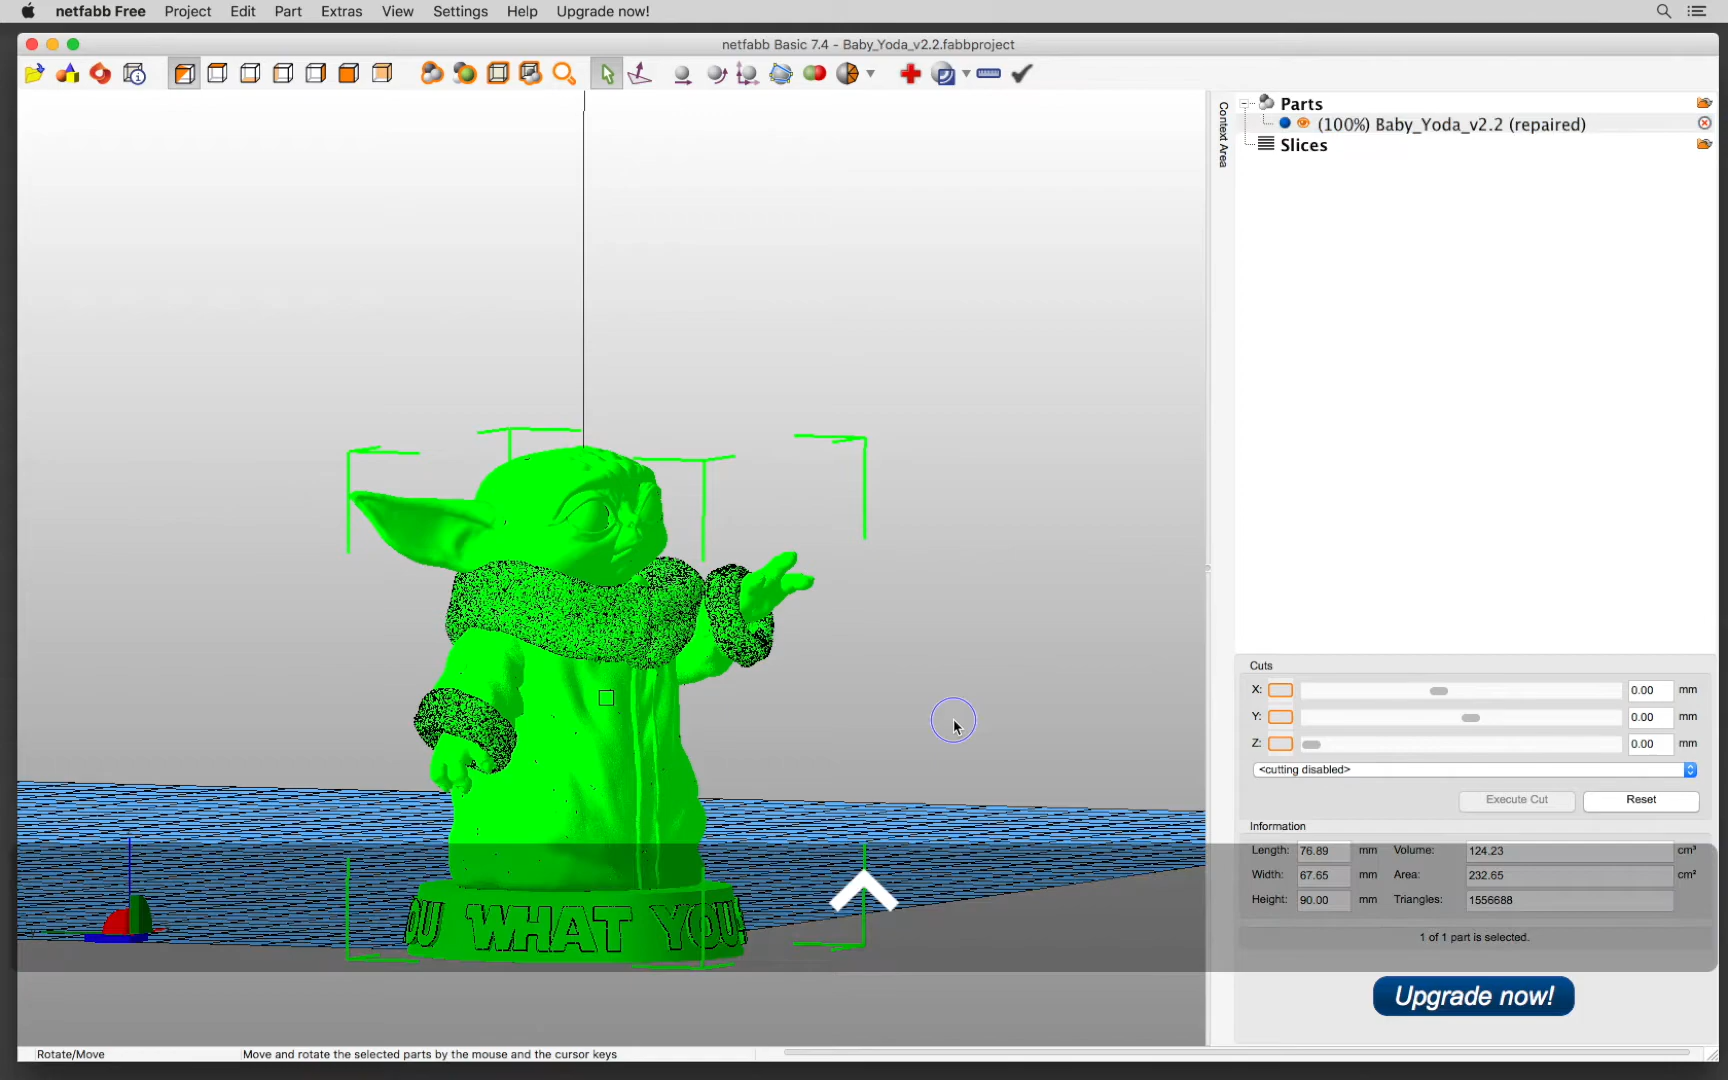 netfabb Free Project Edit Part Extras View Settings Help Upgrade now!
netfabb Basic 7.4 - Baby_Yoda_v2.2.fabbproject
Context Area
Parts
(100%) Baby_Yoda_v2.2 (repaired)
Slices
Cuts
X: 0.00 mm
Y: 0.00 mm
Z: 0.00 mm
<cutting disabled>
Execute Cut Reset
Information
Length: 76.89 mm Volume: 124.23 cm³
Width: 67.65 mm Area: 232.65 cm²
Height: 90.00 mm Triangles: 1556688
1 of 1 part is selected.
OU WHAT YOU
Upgrade now!
Rotate/Move Move and rotate the selected parts by the mouse and the cursor keys